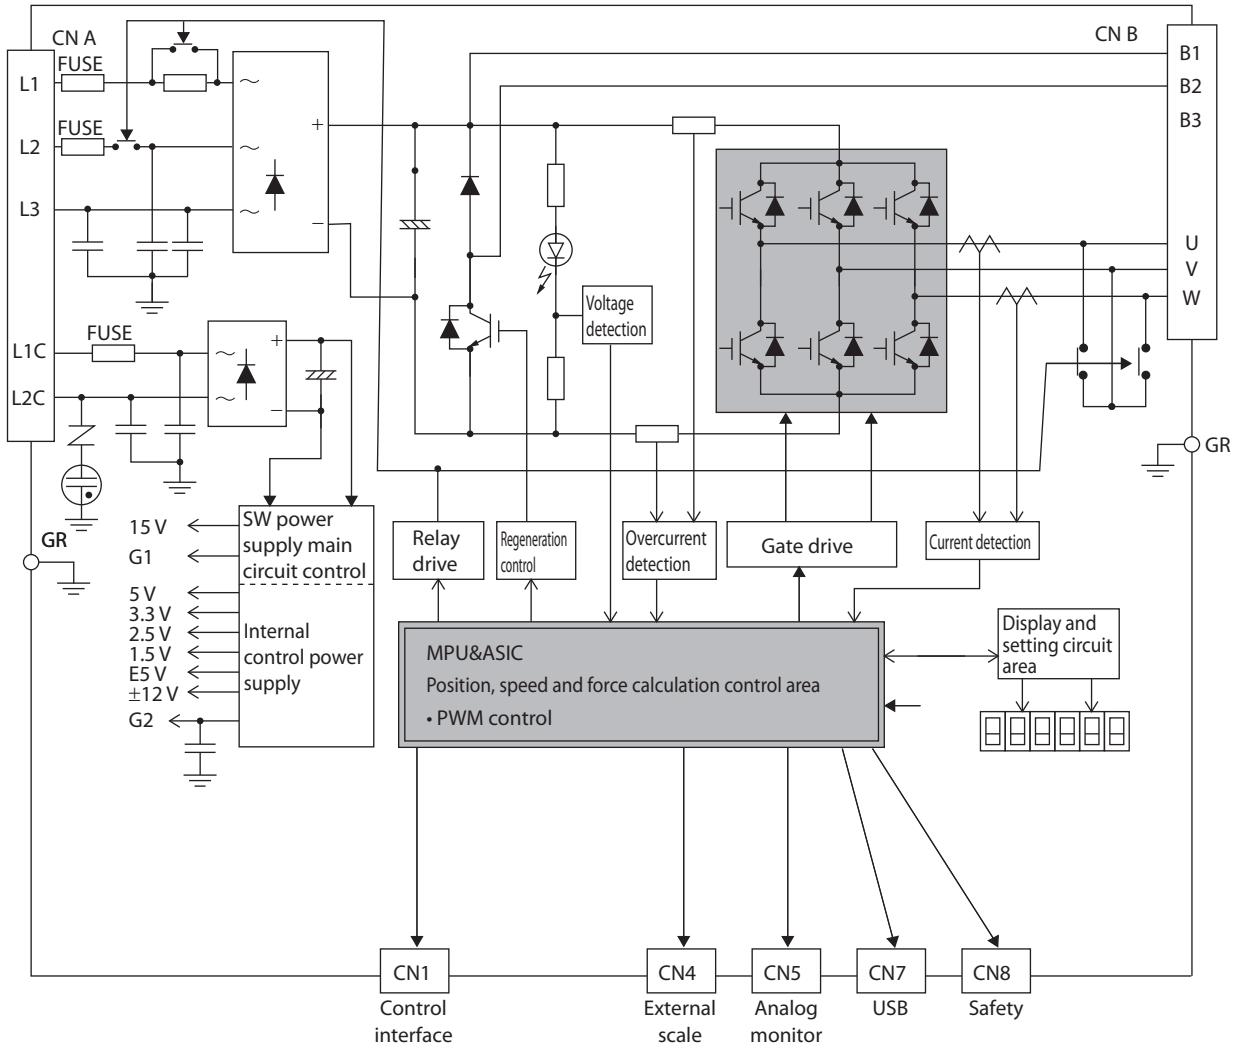 CN A
CN B
FUSE
L1
B1
B2
FUSE
B3
L2
+
L3
−
U
V
W
Voltage
detection
FUSE
L1C
+
L2C
−
GR
GR
SW power
supply main
circuit control
15 V
G1
Relay
drive
Regeneration
control
Overcurrent
detection
Gate drive
Current detection
5 V
3.3 V
2.5 V
1.5 V
E5 V
±12 V
G2
Internal
control power
supply
MPU&ASIC
Position, speed and force calculation control area
• PWM control
Display and
setting circuit
area
CN1
CN4
CN5
CN7
CN8
Control
interface
External
scale
Analog
monitor
USB
Safety